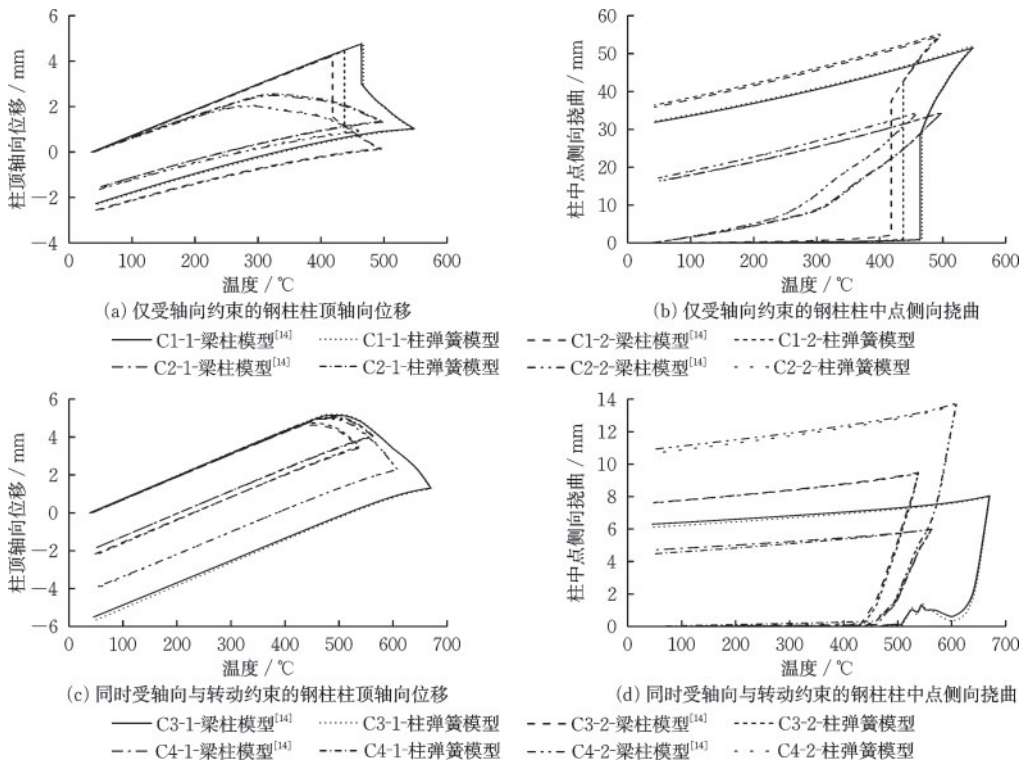 6
4
2
0
−2
−4
柱顶轴向位移 / mm
0 100 200 300 400 500 600
温度 / ℃
(a) 仅受轴向约束的钢柱柱顶轴向位移
60
50
40
30
20
10
0
柱中点侧向挠曲 / mm
0 100 200 300 400 500 600
温度 / ℃
(b) 仅受轴向约束的钢柱柱中点侧向挠曲
C1-1-梁柱模型[14] C1-1-柱弹簧模型 C1-2-梁柱模型[14] C1-2-柱弹簧模型
C2-1-梁柱模型[14] C2-1-柱弹簧模型 C2-2-梁柱模型[14] C2-2-柱弹簧模型
6
4
2
0
−2
−4
−6
柱顶轴向位移 / mm
0 100 200 300 400 500 600 700
温度 / ℃
(c) 同时受轴向与转动约束的钢柱柱顶轴向位移
14
12
10
8
6
4
2
0
柱中点侧向挠曲 / mm
0 100 200 300 400 500 600 700
温度 / ℃
(d) 同时受轴向与转动约束的钢柱柱中点侧向挠曲
C3-1-梁柱模型[14] C3-1-柱弹簧模型 C3-2-梁柱模型[14] C3-2-柱弹簧模型
C4-1-梁柱模型[14] C4-1-柱弹簧模型 C4-2-梁柱模型[14] C4-2-柱弹簧模型